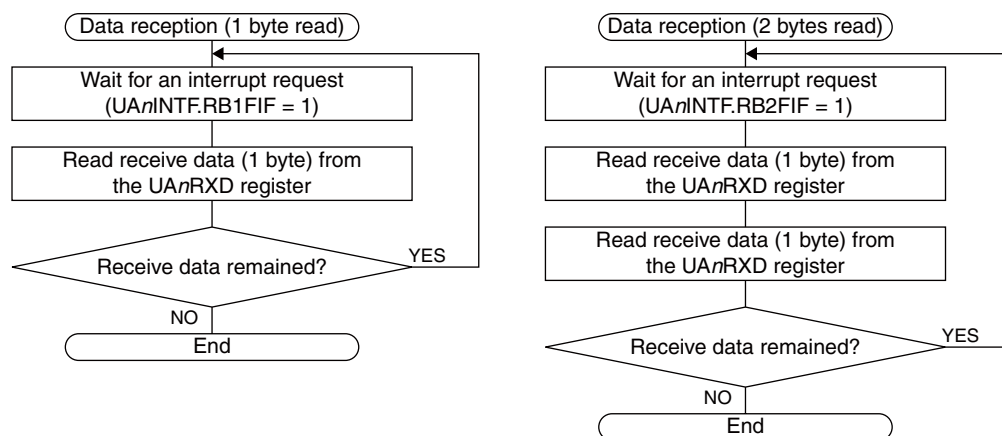 Data reception (1 byte read)
Wait for an interrupt request
(UAnINTF.RB1FIF = 1)
Read receive data (1 byte) from
the UAnRXD register
Receive data remained?
YES
NO
End
Data reception (2 bytes read)
Wait for an interrupt request
(UAnINTF.RB2FIF = 1)
Read receive data (1 byte) from
the UAnRXD register
Read receive data (1 byte) from
the UAnRXD register
Receive data remained?
YES
NO
End